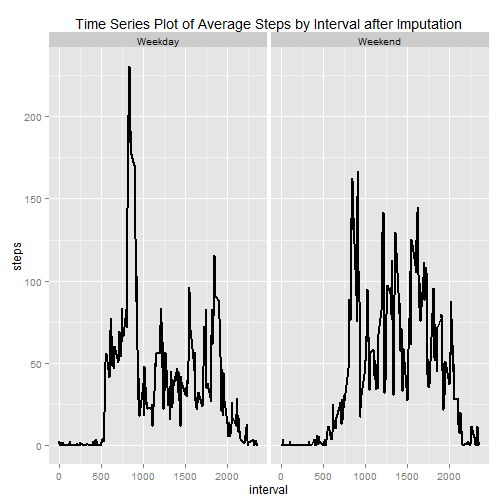 Time Series Plot of Average Steps by Interval after Imputation
Weekday
Weekend
steps
200
150
100
50
0
0 500 1000 1500 2000
0 500 1000 1500 2000
interval